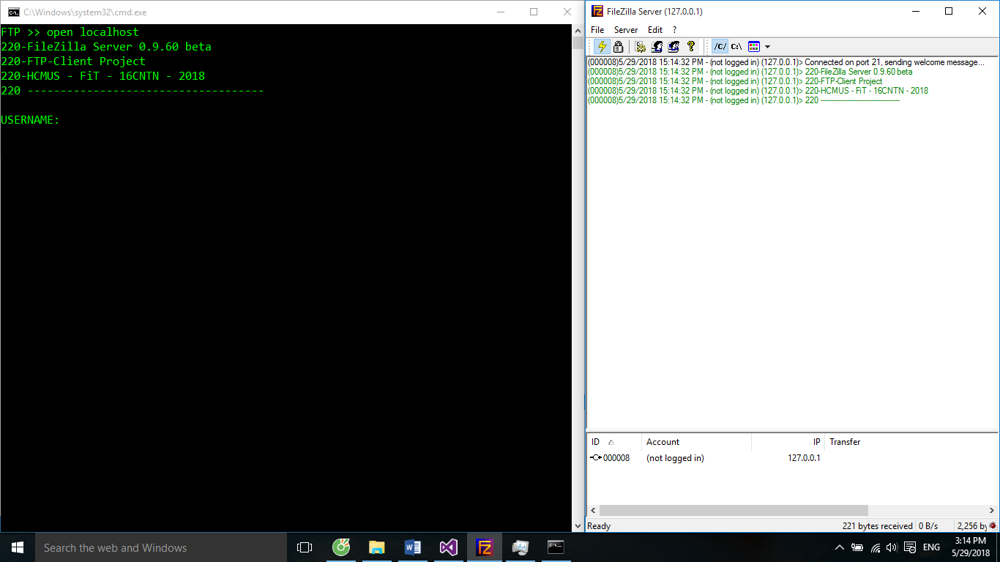 C:\Windows\system32\cmd.exe
FTP >> open localhost
220-FileZilla Server 0.9.60 beta
220-FTP-Client Project
220-HCMUS - FiT - 16CNTN - 2018
220 ------------------------------------
USERNAME:
FileZilla Server (127.0.0.1)
File Server Edit ?
/C/ C:\
(000008)5/29/2018 15:14:32 PM - (not logged in) (127.0.0.1)> Connected on port 21, sending welcome message...
(000008)5/29/2018 15:14:32 PM - (not logged in) (127.0.0.1)> 220-FileZilla Server 0.9.60 beta
(000008)5/29/2018 15:14:32 PM - (not logged in) (127.0.0.1)> 220-FTP-Client Project
(000008)5/29/2018 15:14:32 PM - (not logged in) (127.0.0.1)> 220-HCMUS - FiT - 16CNTN - 2018
(000008)5/29/2018 15:14:32 PM - (not logged in) (127.0.0.1)> 220 ------------------------------------
ID Account IP Transfer
000008 (not logged in) 127.0.0.1
Ready 221 bytes received 0 B/s 2,256 by
Search the web and Windows
ENG
3:14 PM
5/29/2018